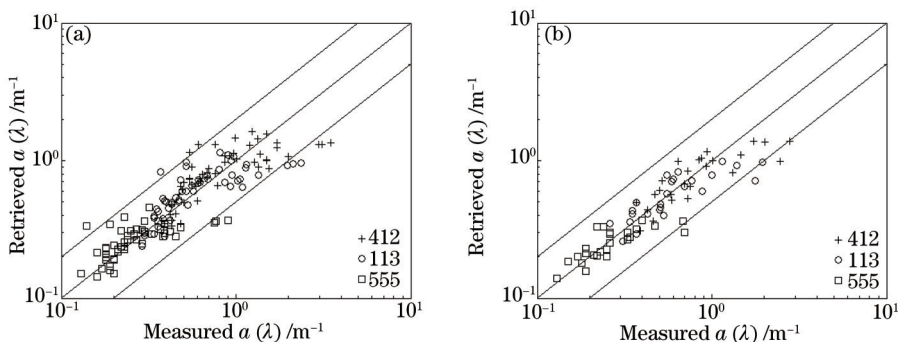 (a)
10¹
Retrieved a (λ) /m⁻¹
10⁰
+ 412
○ 113
□ 555
10⁻¹
10⁻¹ 10⁰ 10¹
Measured a (λ) /m⁻¹
(b)
10¹
Retrieved a (λ) /m⁻¹
10⁰
+ 412
○ 113
□ 555
10⁻¹
10⁻¹ 10⁰ 10¹
Measured a (λ) /m⁻¹